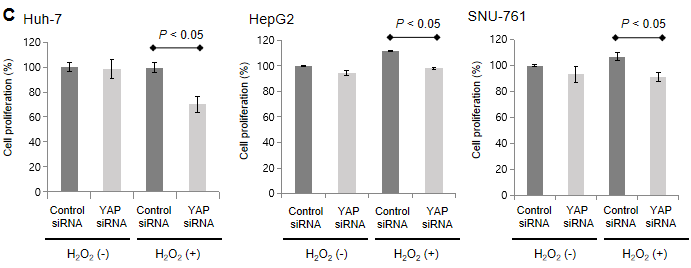 C
Huh-7
P < 0.05
Cell proliferation (%)
120
100
80
60
40
20
0
Control siRNA
YAP siRNA
Control siRNA
YAP siRNA
H2O2 (-)
H2O2 (+)
HepG2
P < 0.05
Cell proliferation (%)
120
100
80
60
40
20
0
Control siRNA
YAP siRNA
Control siRNA
YAP siRNA
H2O2 (-)
H2O2 (+)
SNU-761
P < 0.05
Cell proliferation (%)
120
100
80
60
40
20
0
Control siRNA
YAP siRNA
Control siRNA
YAP siRNA
H2O2 (-)
H2O2 (+)